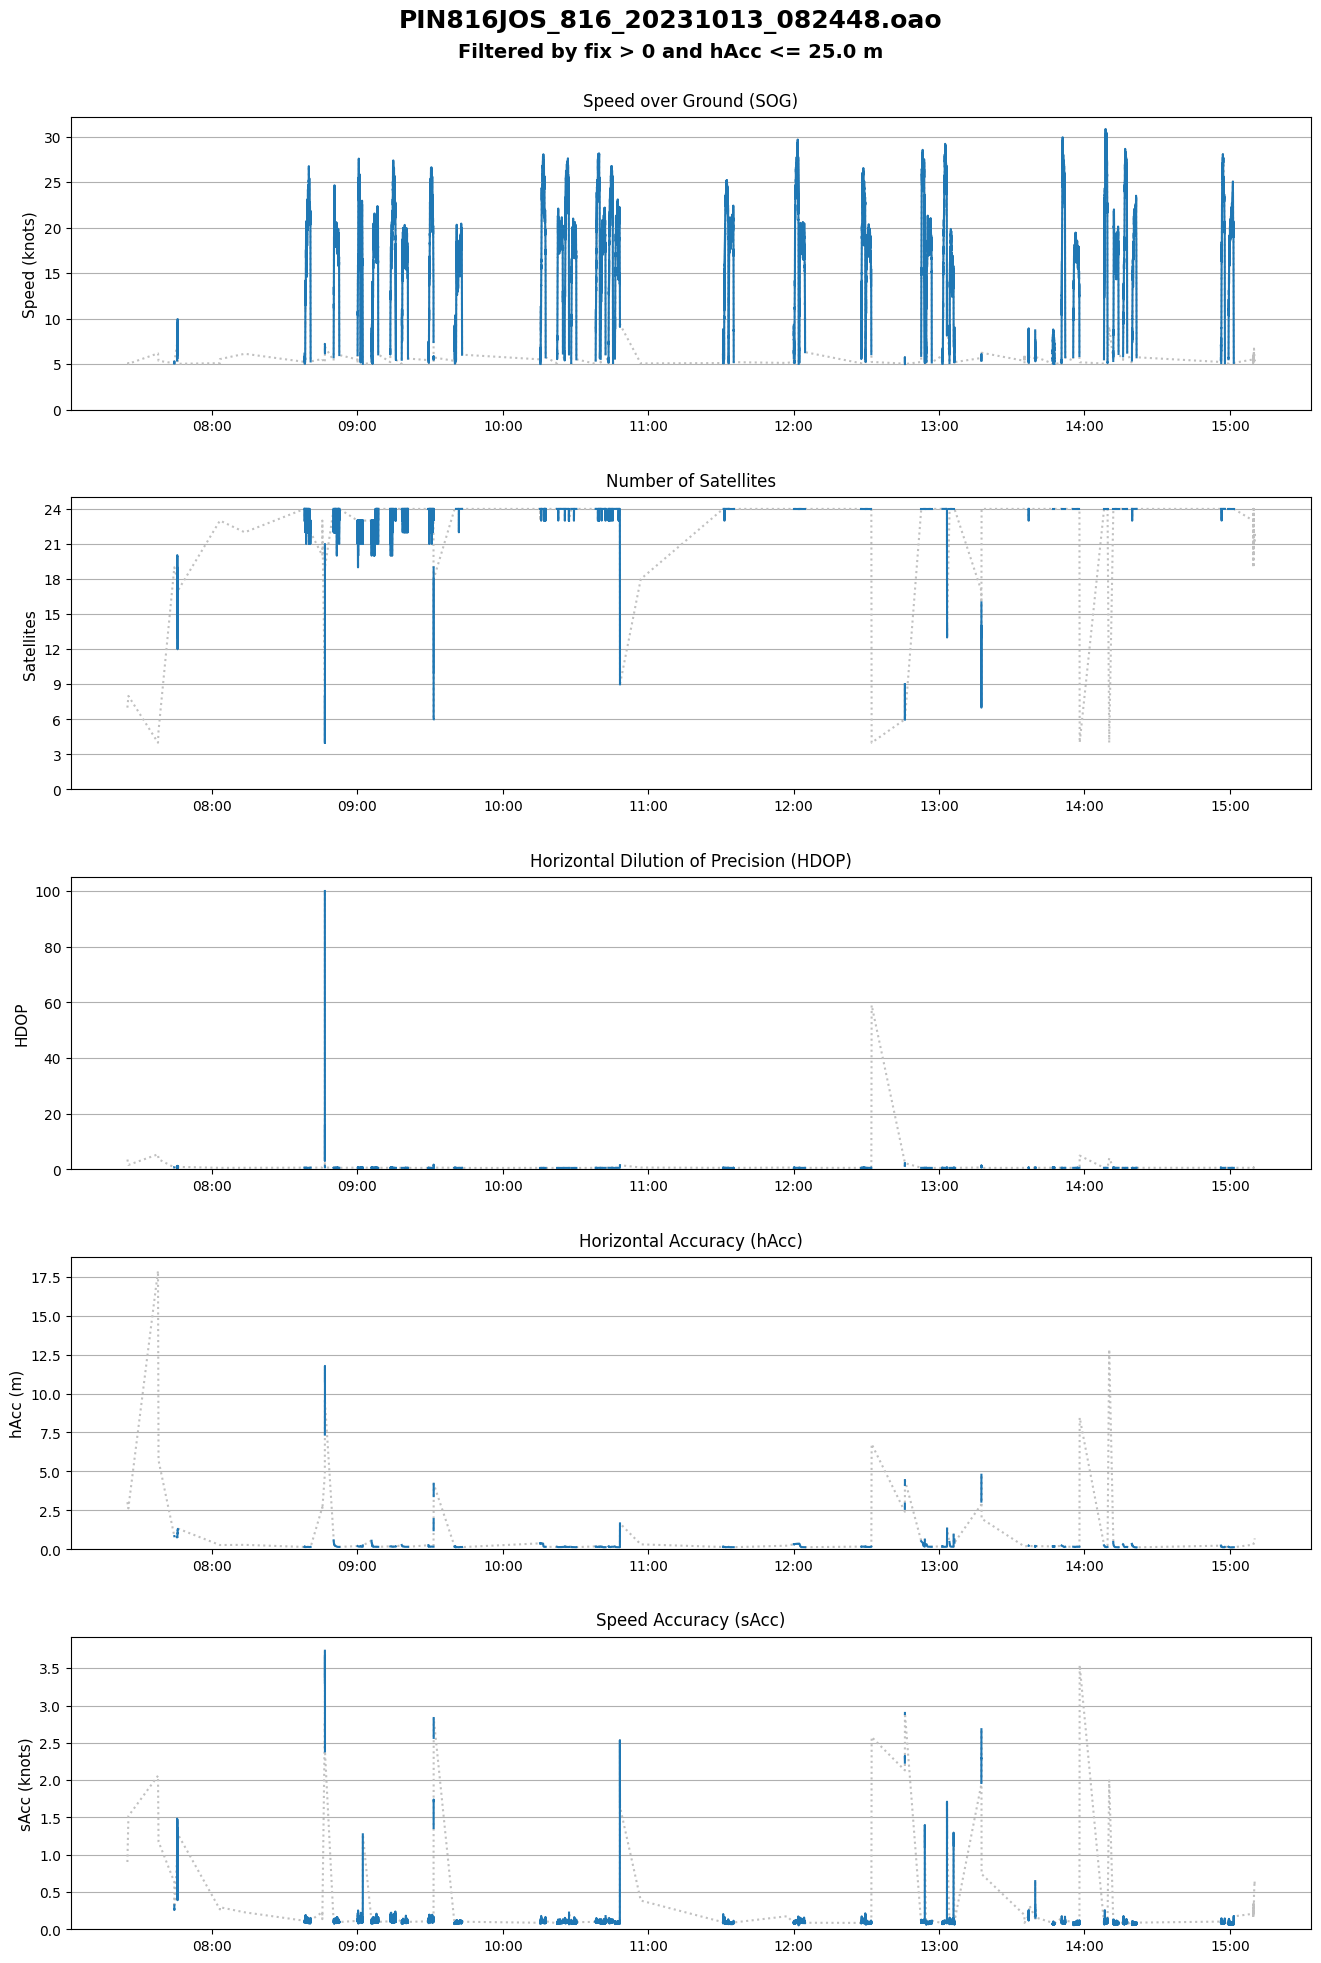 PIN816JOS_816_20231013_082448.oao
Filtered by fix > 0 and hAcc <= 25.0 m
Speed over Ground (SOG)
Speed (knots)
30
25
20
15
10
5
0
08:00 09:00 10:00 11:00 12:00 13:00 14:00 15:00
Number of Satellites
Satellites
24
21
18
15
12
9
6
3
0
08:00 09:00 10:00 11:00 12:00 13:00 14:00 15:00
Horizontal Dilution of Precision (HDOP)
HDOP
100
80
60
40
20
0
08:00 09:00 10:00 11:00 12:00 13:00 14:00 15:00
Horizontal Accuracy (hAcc)
hAcc (m)
17.5
15.0
12.5
10.0
7.5
5.0
2.5
0.0
08:00 09:00 10:00 11:00 12:00 13:00 14:00 15:00
Speed Accuracy (sAcc)
sAcc (knots)
3.5
3.0
2.5
2.0
1.5
1.0
0.5
0.0
08:00 09:00 10:00 11:00 12:00 13:00 14:00 15:00